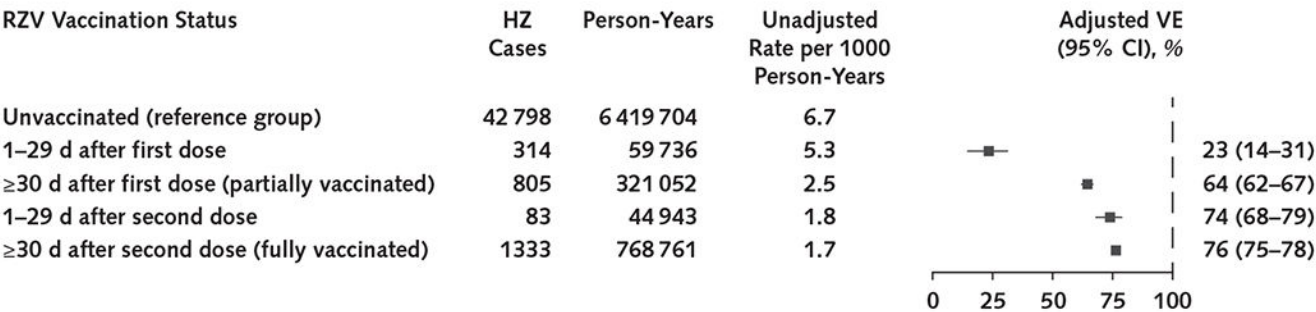 RZV Vaccination Status HZ Cases Person-Years Unadjusted Rate per 1000 Person-Years Adjusted VE (95% CI), %
Unvaccinated (reference group) 42 798 6 419 704 6.7
1–29 d after first dose 314 59 736 5.3 23 (14–31)
≥30 d after first dose (partially vaccinated) 805 321 052 2.5 64 (62–67)
1–29 d after second dose 83 44 943 1.8 74 (68–79)
≥30 d after second dose (fully vaccinated) 1333 768 761 1.7 76 (75–78)
0 25 50 75 100